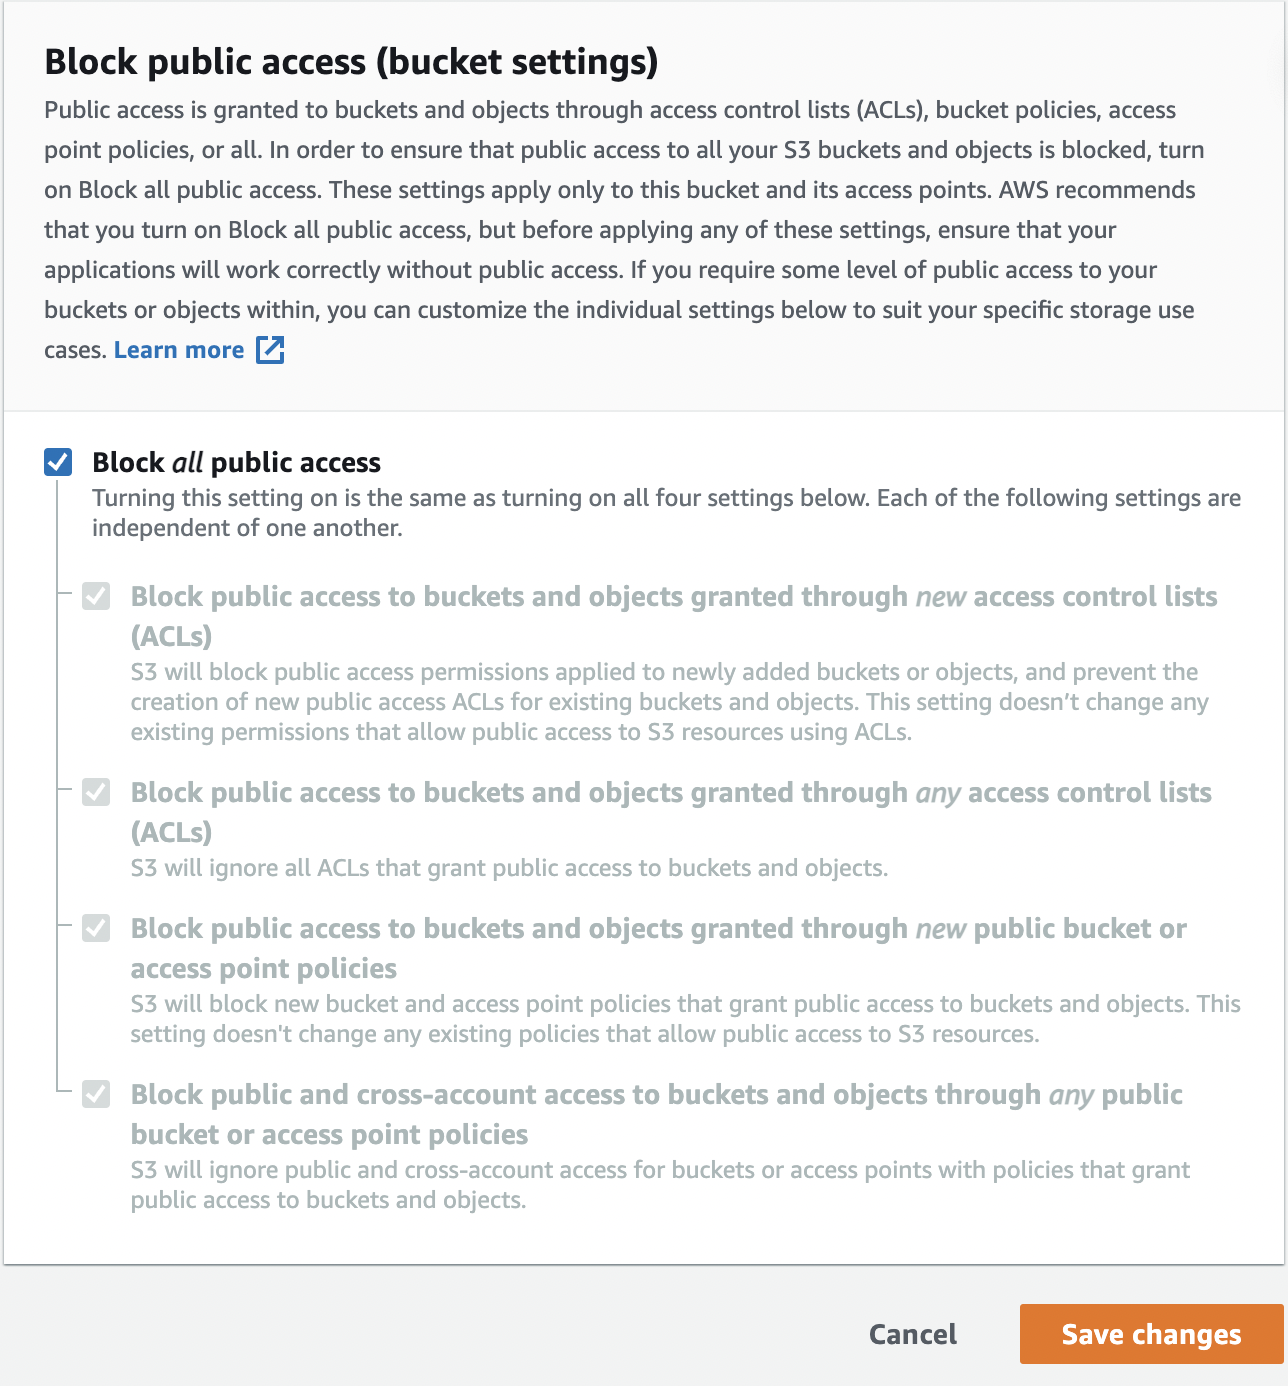 Block public access (bucket settings)
Public access is granted to buckets and objects through access control lists (ACLs), bucket policies, access
point policies, or all. In order to ensure that public access to all your S3 buckets and objects is blocked, turn
on Block all public access. These settings apply only to this bucket and its access points. AWS recommends
that you turn on Block all public access, but before applying any of these settings, ensure that your
applications will work correctly without public access. If you require some level of public access to your
buckets or objects within, you can customize the individual settings below to suit your specific storage use
cases. Learn more
Block all public access
Turning this setting on is the same as turning on all four settings below. Each of the following settings are
independent of one another.
Block public access to buckets and objects granted through new access control lists
(ACLs)
S3 will block public access permissions applied to newly added buckets or objects, and prevent the
creation of new public access ACLs for existing buckets and objects. This setting doesn’t change any
existing permissions that allow public access to S3 resources using ACLs.
Block public access to buckets and objects granted through any access control lists
(ACLs)
S3 will ignore all ACLs that grant public access to buckets and objects.
Block public access to buckets and objects granted through new public bucket or
access point policies
S3 will block new bucket and access point policies that grant public access to buckets and objects. This
setting doesn't change any existing policies that allow public access to S3 resources.
Block public and cross-account access to buckets and objects through any public
bucket or access point policies
S3 will ignore public and cross-account access for buckets or access points with policies that grant
public access to buckets and objects.
Cancel
Save changes